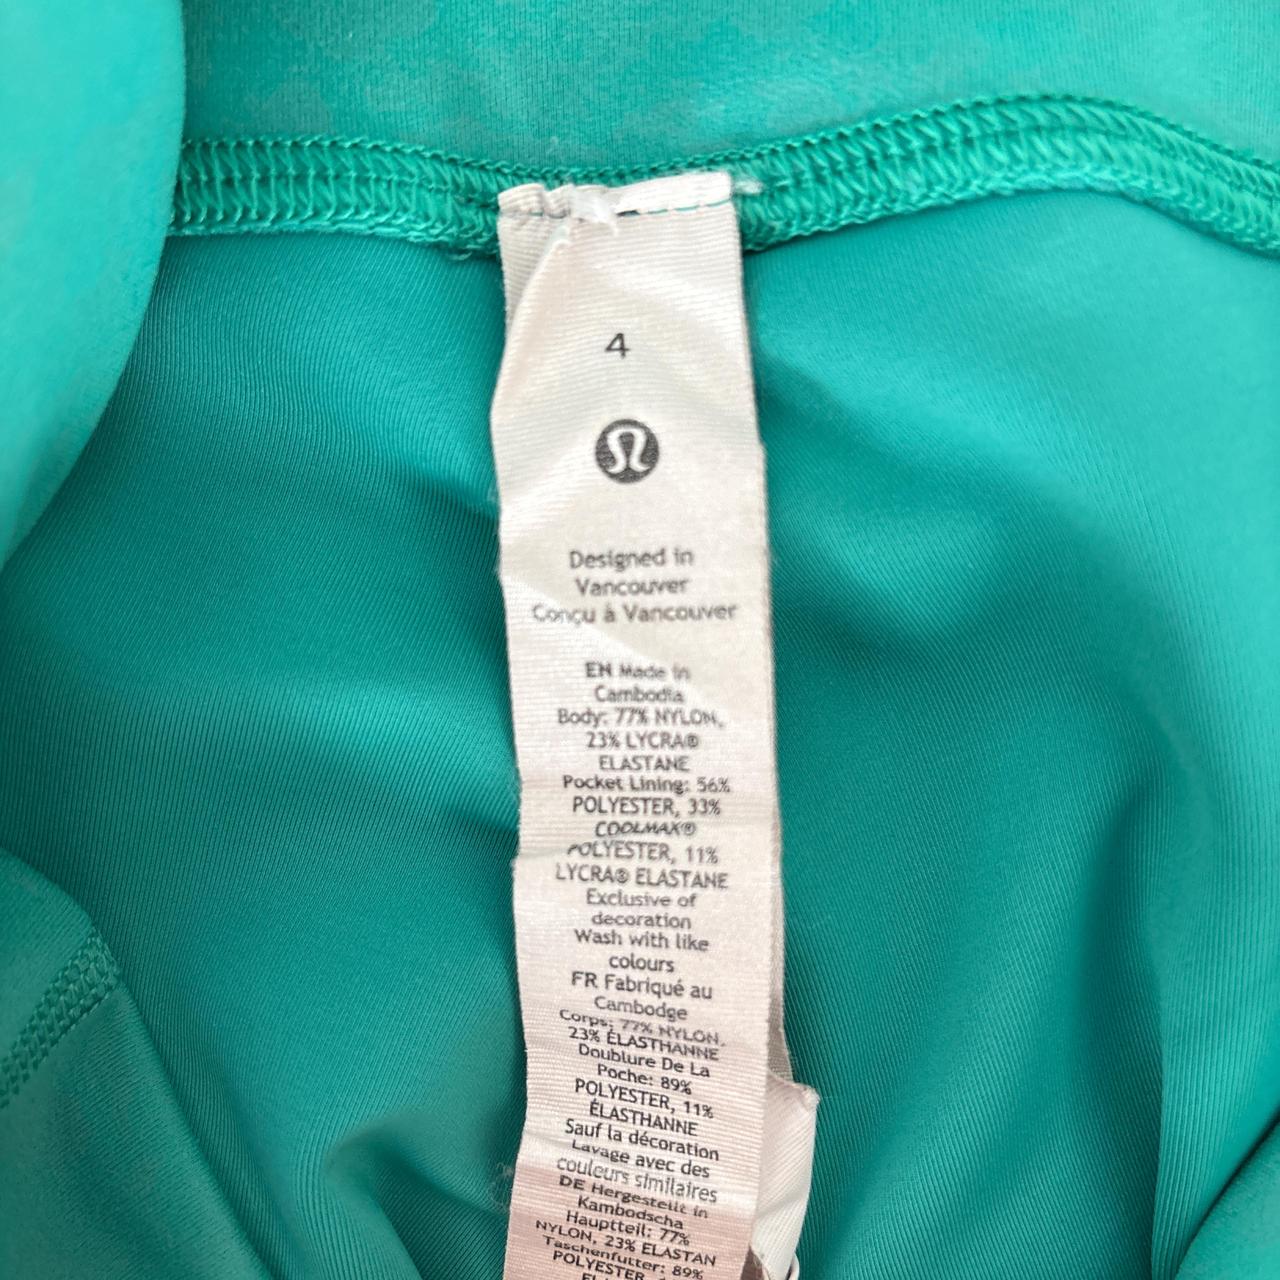 4
Designed in
Vancouver
Conçu à Vancouver
EN Made in
Cambodia
Body: 77% NYLON,
23% LYCRA®
ELASTANE
Pocket Lining: 56%
POLYESTER, 33%
COOLMAX®
POLYESTER, 11%
LYCRA® ELASTANE
Exclusive of
decoration
Wash with like
colours
FR Fabriqué au
Cambodge
Corps: 77% NYLON,
23% ÉLASTHANNE
Doublure De La
Poche: 89%
POLYESTER, 11%
ÉLASTHANNE
Sauf la décoration
Lavage avec des
couleurs similaires
DE Hergestellt in
Kambodscha
Hauptteil: 77%
NYLON, 23% ELASTAN
Taschenfutter: 89%
POLYESTER,